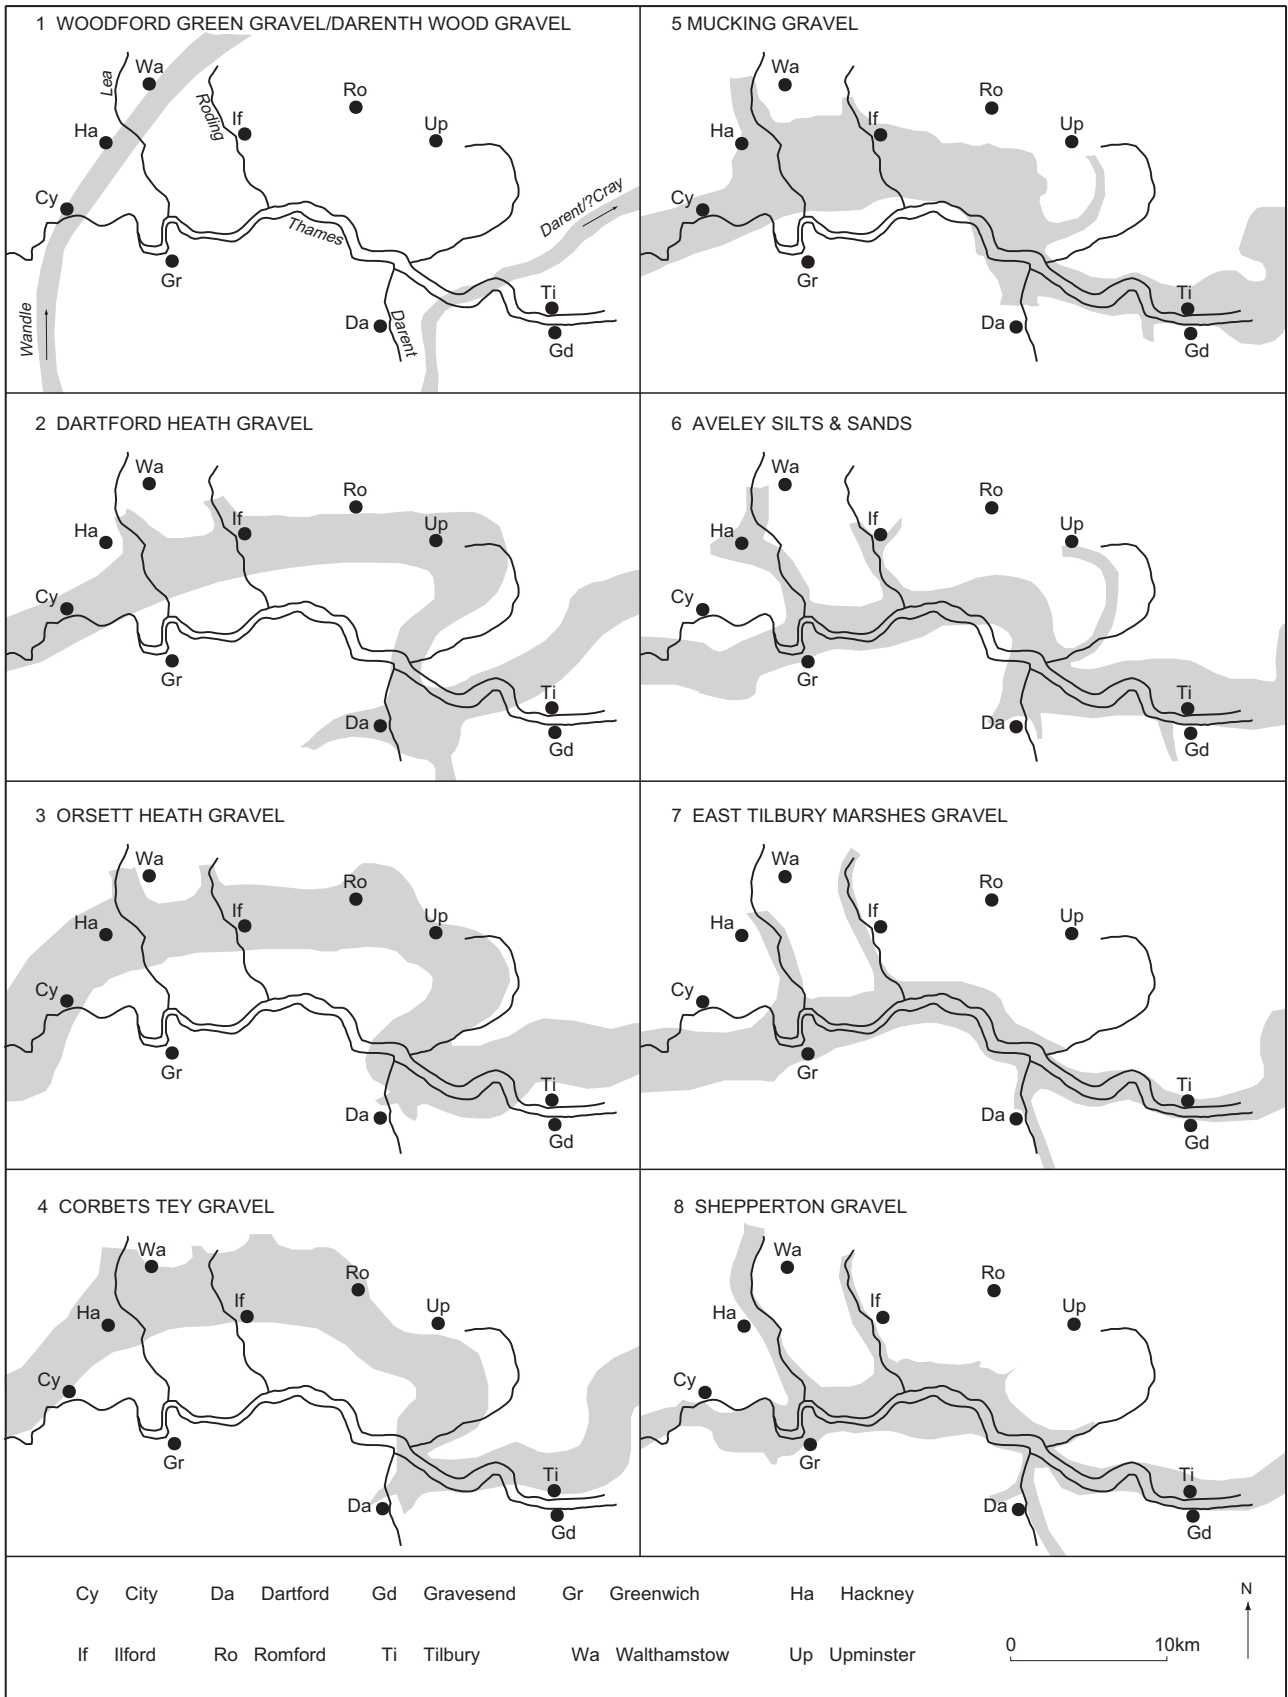 1 WOODFORD GREEN GRAVEL/DARENTH WOOD GRAVEL
Lea
Wa
Roding
Ro
Ha
If
Up
Cy
Thames
Darent/?Cray
Gr
Wandle
Ti
Da
Darent
Gd
5 MUCKING GRAVEL
Wa
Ro
Ha
If
Up
Cy
Gr
Ti
Da
Gd
2 DARTFORD HEATH GRAVEL
Wa
Ro
Ha
If
Up
Cy
Gr
Ti
Da
Gd
6 AVELEY SILTS & SANDS
Wa
Ro
Ha
If
Up
Cy
Gr
Ti
Da
Gd
3 ORSETT HEATH GRAVEL
Wa
Ro
Ha
If
Up
Cy
Gr
Ti
Da
Gd
7 EAST TILBURY MARSHES GRAVEL
Wa
Ro
Ha
If
Up
Cy
Gr
Ti
Da
Gd
4 CORBETS TEY GRAVEL
Wa
Ro
Ha
If
Up
Cy
Gr
Ti
Da
Gd
8 SHEPPERTON GRAVEL
Wa
Ro
Ha
If
Up
Cy
Gr
Ti
Da
Gd
Cy City Da Dartford Gd Gravesend Gr Greenwich Ha Hackney
If Ilford Ro Romford Ti Tilbury Wa Walthamstow Up Upminster
0 10km
N